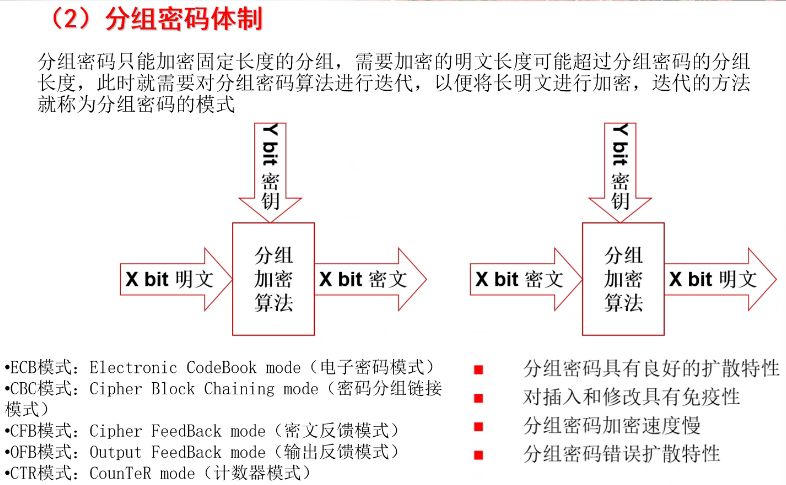 （2）分组密码体制
分组密码只能加密固定长度的分组，需要加密的明文长度可能超过分组密码的分组
长度，此时就需要对分组密码算法进行迭代，以便将长明文进行加密，迭代的方法
就称为分组密码的模式
Y bit 密钥
X bit 明文
分组
加密
算法
X bit 密文
Y bit 密钥
X bit 密文
分组
加密
算法
X bit 明文
•ECB模式：Electronic CodeBook mode（电子密码模式）
•CBC模式：Cipher Block Chaining mode（密码分组链接
模式）
•CFB模式：Cipher FeedBack mode（密文反馈模式）
•OFB模式：Output FeedBack mode（输出反馈模式）
•CTR模式：CounTeR mode（计数器模式）
■ 分组密码具有良好的扩散特性
■ 对插入和修改具有免疫性
■ 分组密码加密速度慢
■ 分组密码错误扩散特性